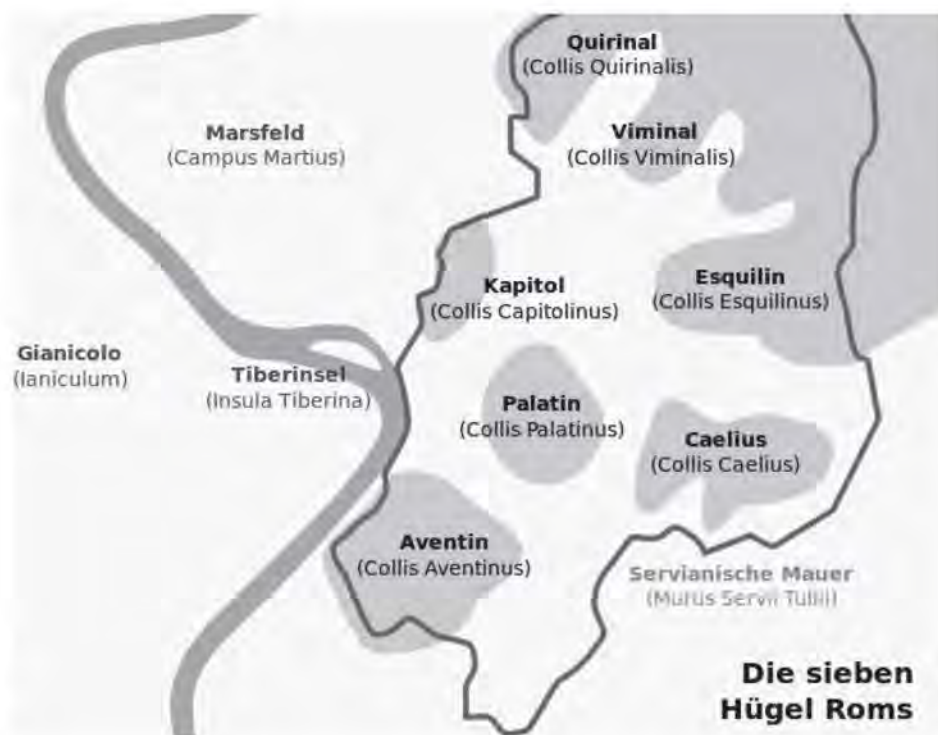 Quirinal
(Collis Quirinalis)
Marsfeld
(Campus Martius)
Viminal
(Collis Viminalis)
Kapitol
(Collis Capitolinus)
Esquilin
(Collis Esquilinus)
Gianicolo
(Ianiculum)
Tiberinsel
(Insula Tiberina)
Palatin
(Collis Palatinus)
Caelius
(Collis Caelius)
Aventin
(Collis Aventinus)
Servianische Mauer
(Murus Servii Tullii)
Die sieben
Hügel Roms